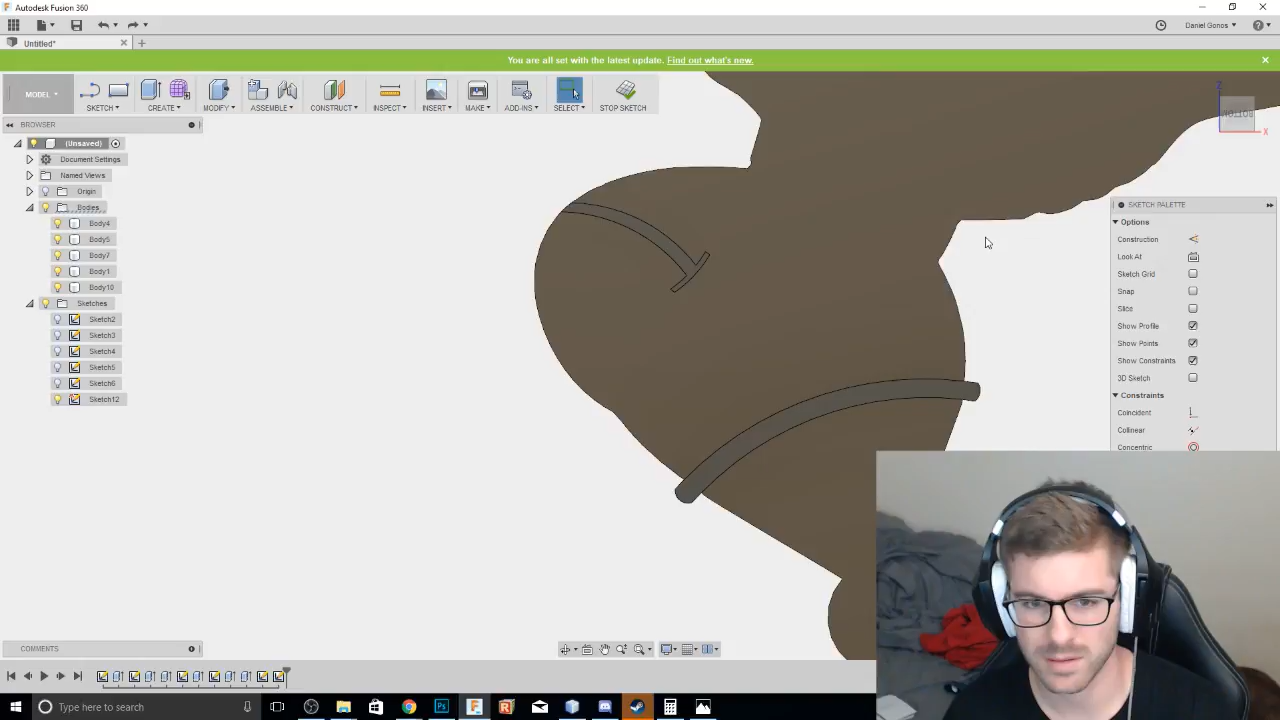 Autodesk Fusion 360
Daniel Gonos
Untitled*
You are all set with the latest update. Find out what's new.
MODEL
SKETCH
CREATE
MODIFY
ASSEMBLE
CONSTRUCT
INSPECT
INSERT
MAKE
ADD-INS
SELECT
STOP SKETCH
BROWSER
(Unsaved)
Document Settings
Named Views
Origin
Bodies
Body4
Body5
Body7
Body1
Body10
Sketches
Sketch2
Sketch3
Sketch4
Sketch5
Sketch6
Sketch12
Z
BOTTOM
X
SKETCH PALETTE
Options
Construction
Look At
Sketch Grid
Snap
Slice
Show Profile
Show Points
Show Constraints
3D Sketch
Constraints
Coincident
Collinear
Concentric
COMMENTS
Type here to search